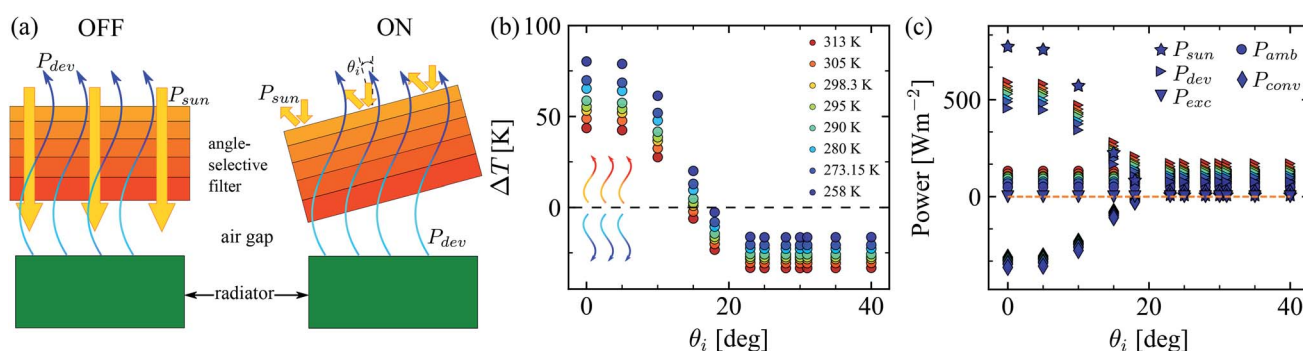 (a)
OFF
ON
P_dev
P_sun
θ_i
P_sun
angle-
selective
filter
air gap
P_dev
radiator
(b)
ΔT [K]
100
50
0
0
20
40
θ_i [deg]
313 K
305 K
298.3 K
295 K
290 K
280 K
273.15 K
258 K
(c)
Power [Wm⁻²]
500
0
0
20
40
θ_i [deg]
P_sun
P_amb
P_dev
P_conv
P_exc